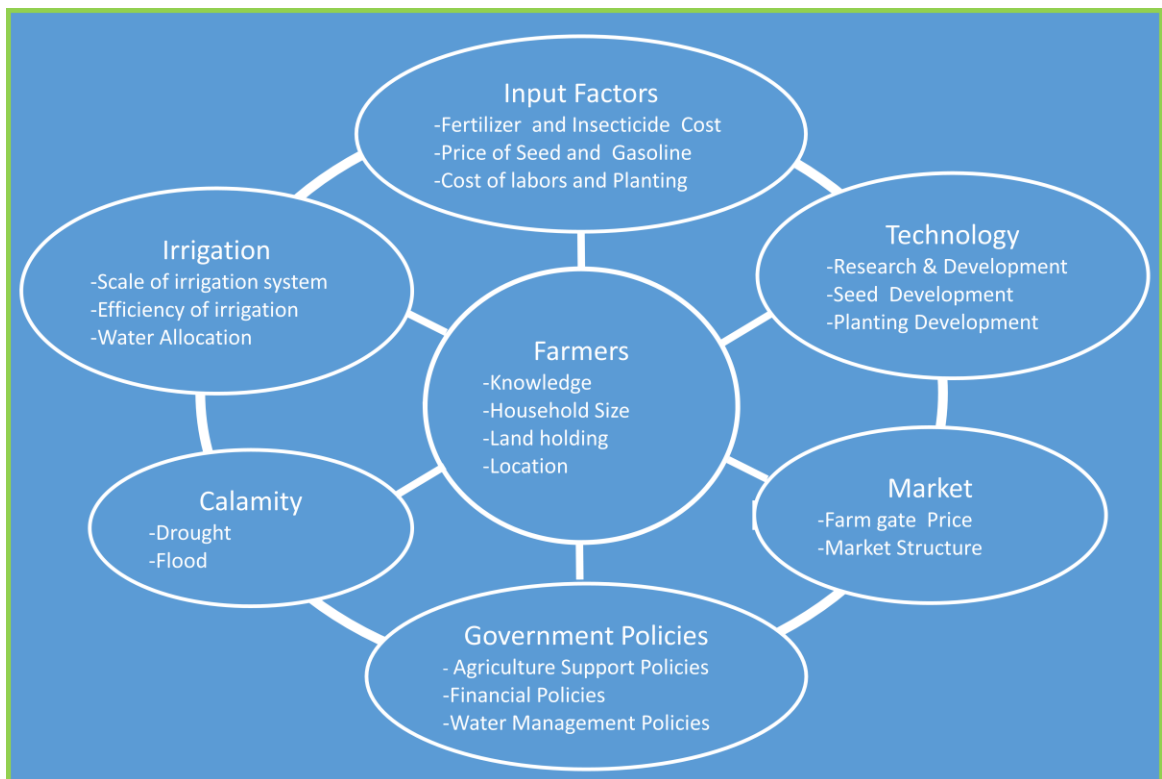 Input Factors
-Fertilizer and Insecticide Cost
-Price of Seed and Gasoline
-Cost of labors and Planting
Irrigation
-Scale of irrigation system
-Efficiency of irrigation
-Water Allocation
Technology
-Research & Development
-Seed Development
-Planting Development
Farmers
-Knowledge
-Household Size
-Land holding
-Location
Calamity
-Drought
-Flood
Market
-Farm gate Price
-Market Structure
Government Policies
- Agriculture Support Policies
-Financial Policies
-Water Management Policies